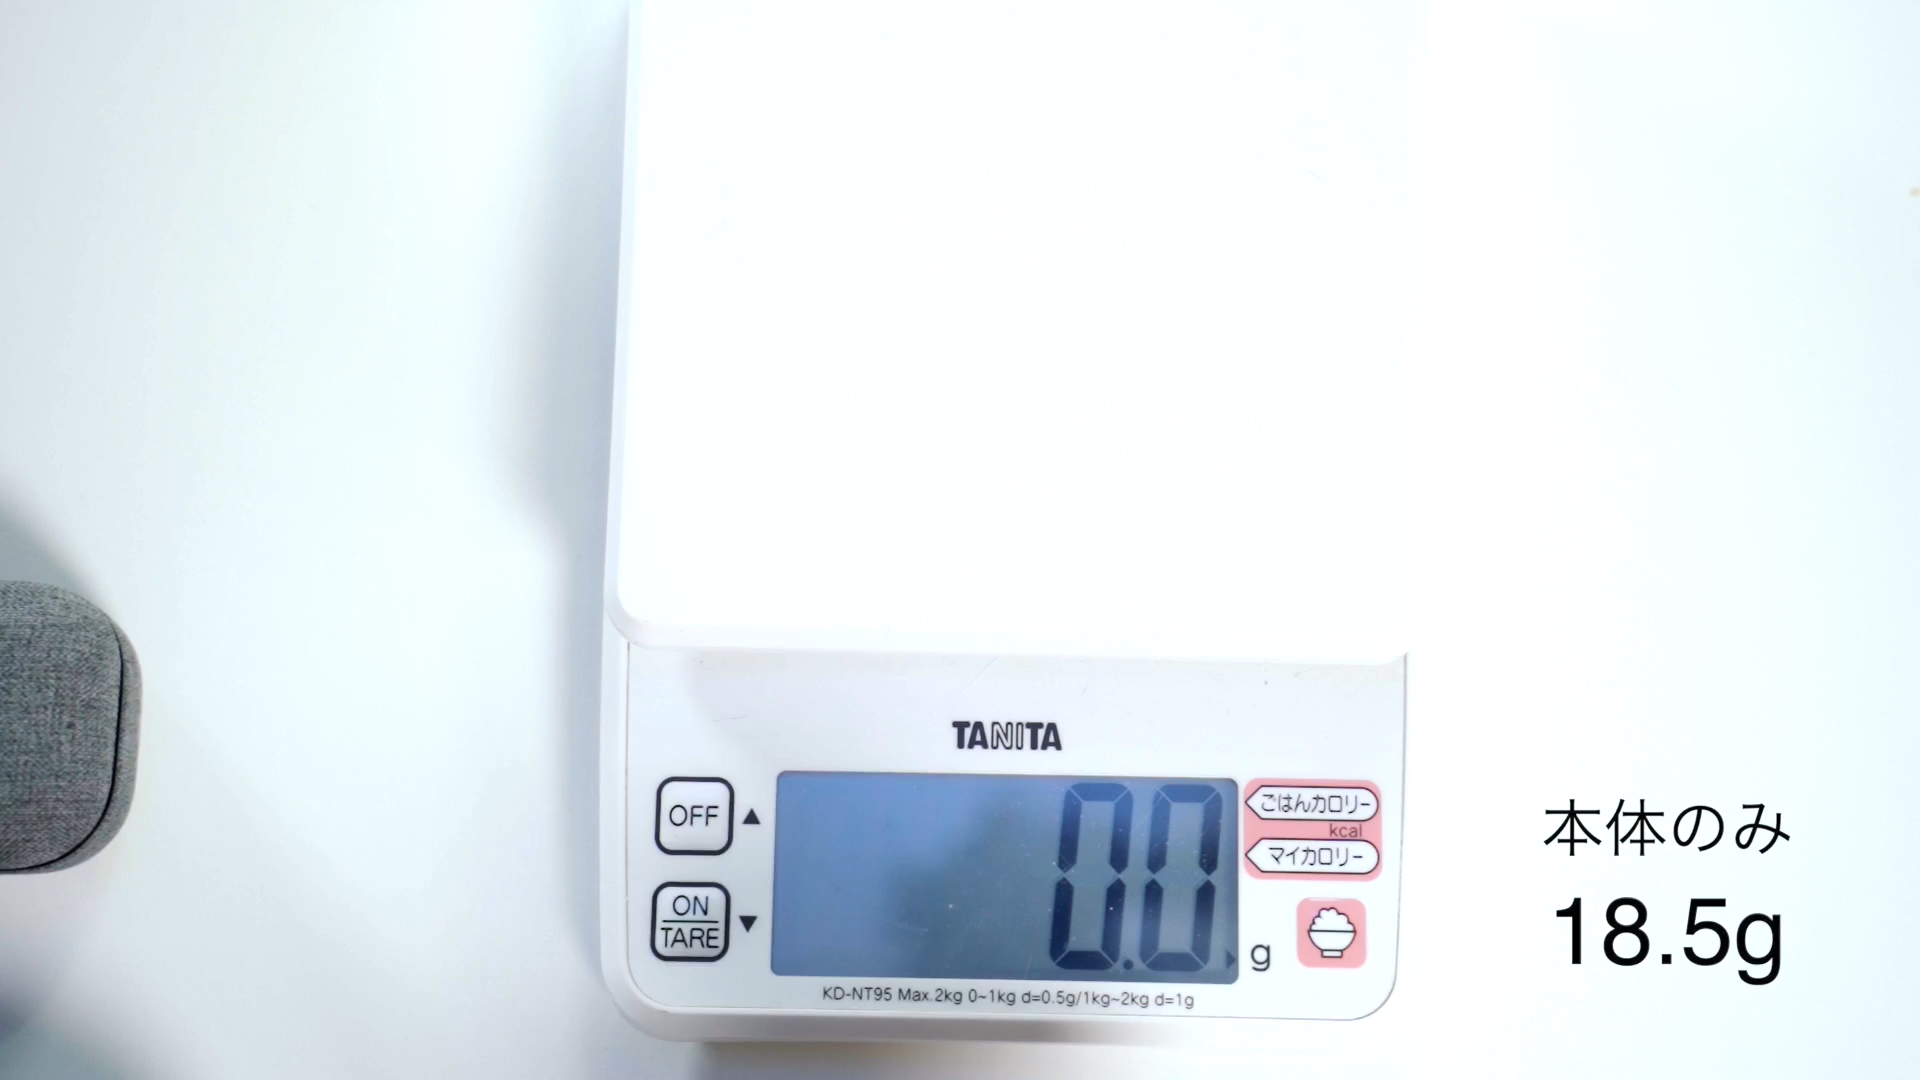 TANITA
OFF ▲
ON
TARE ▼
0.0 g
ごはんカロリー
kcal
マイカロリー
KD-NT95 Max.2kg 0~1kg d=0.5g/1kg~2kg d=1g
本体のみ
18.5g